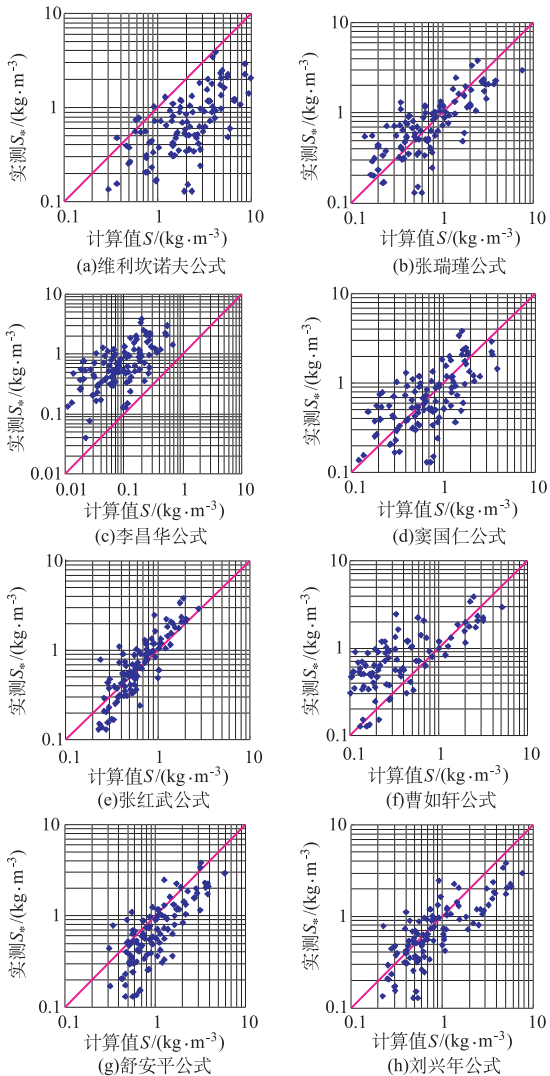 10
1
0.1
实测S*/(kg·m-3)
0.1
1
10
计算值S/(kg·m-3)
(a)维利坎诺夫公式
10
1
0.1
实测S*/(kg·m-3)
0.1
1
10
计算值S/(kg·m-3)
(b)张瑞瑾公式
10
1
0.1
0.01
实测S*/(kg·m-3)
0.01
0.1
1
10
计算值S/(kg·m-3)
(c)李昌华公式
10
1
0.1
实测S*/(kg·m-3)
0.1
1
10
计算值S/(kg·m-3)
(d)窦国仁公式
10
1
0.1
实测S*/(kg·m-3)
0.1
1
10
计算值S/(kg·m-3)
(e)张红武公式
10
1
0.1
实测S*/(kg·m-3)
0.1
1
10
计算值S/(kg·m-3)
(f)曹如轩公式
10
1
0.1
实测S*/(kg·m-3)
0.1
1
10
计算值S/(kg·m-3)
(g)舒安平公式
10
1
0.1
实测S*/(kg·m-3)
0.1
1
10
计算值S/(kg·m-3)
(h)刘兴年公式